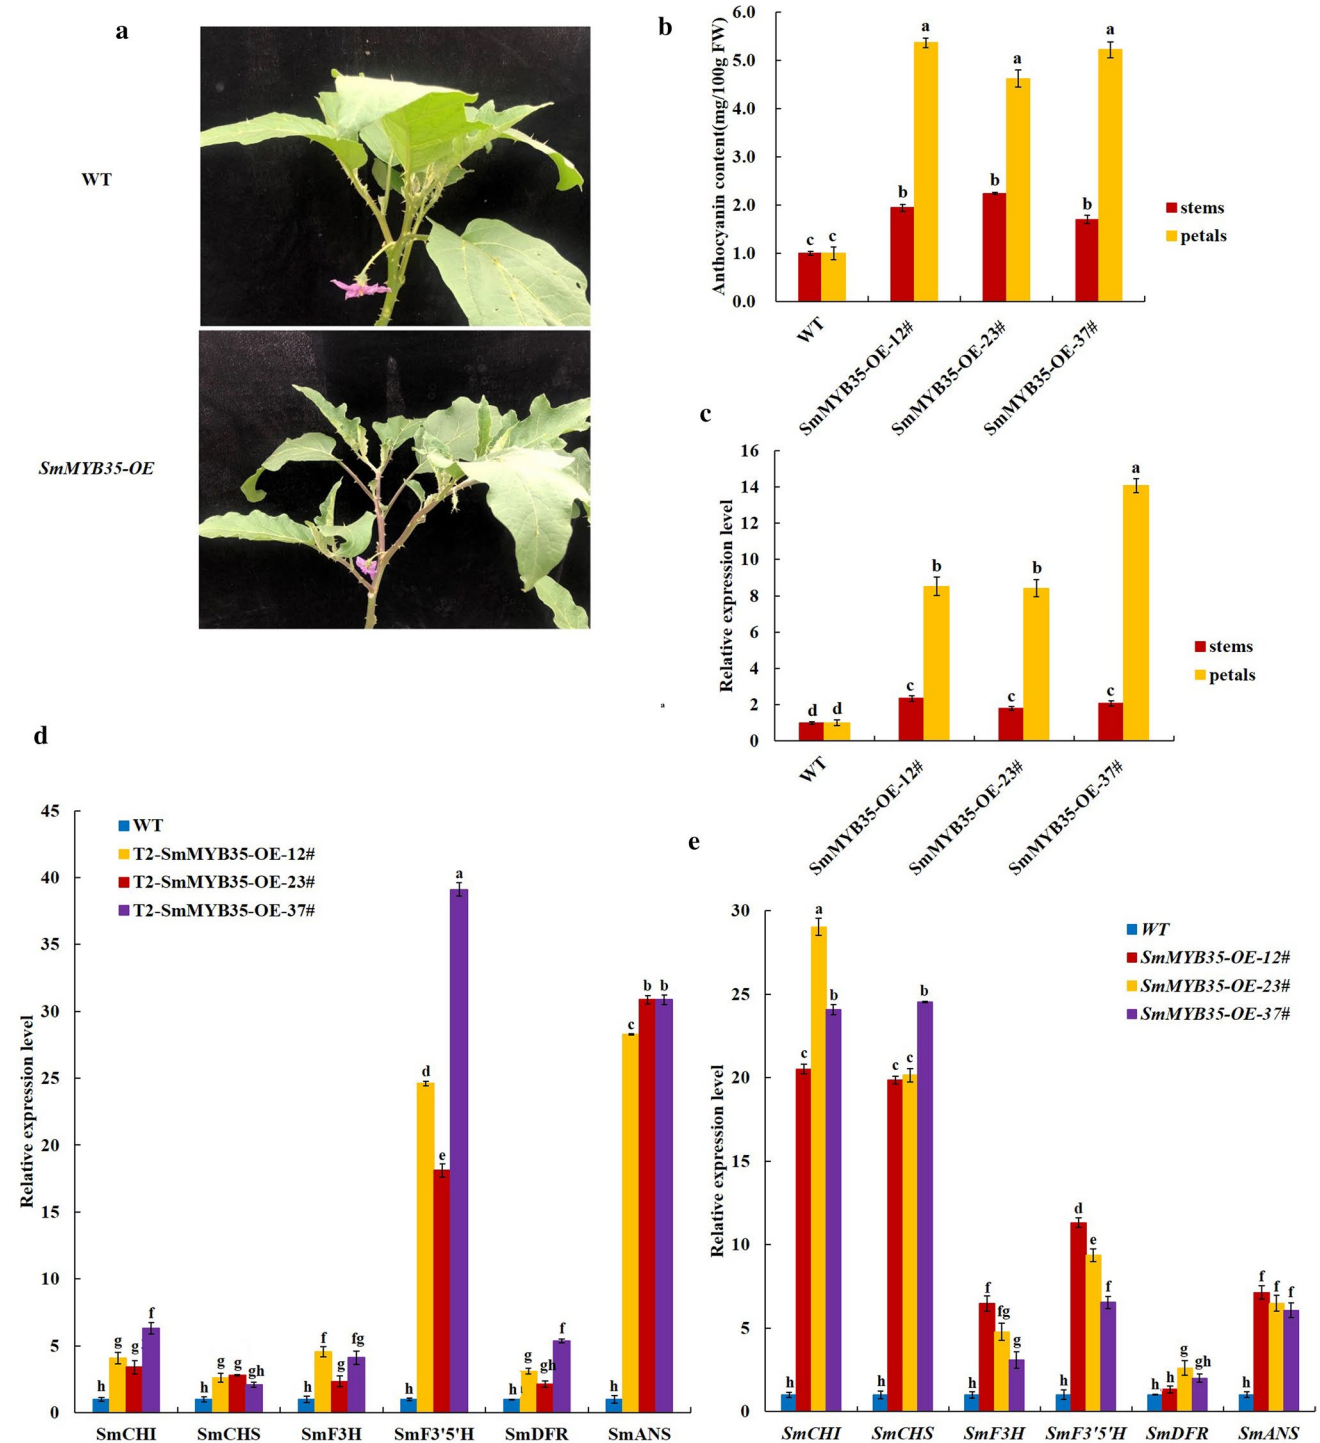 a
WT
SmMYB35-OE
b
Anthocyanin content(mg/100g FW)
6.0
5.0
4.0
3.0
2.0
1.0
0.0
c c b a b a b a
WT
SmMYB35-OE-12#
SmMYB35-OE-23#
SmMYB35-OE-37#
stems
petals
c
Relative expression level
16
14
12
10
8
6
4
2
0
d d c b c b c a
WT
SmMYB35-OE-12#
SmMYB35-OE-23#
SmMYB35-OE-37#
stems
petals
a
d
Relative expression level
45
40
35
30
25
20
15
10
5
0
WT
T2-SmMYB35-OE-12#
T2-SmMYB35-OE-23#
T2-SmMYB35-OE-37#
h g g f h g g gh h f g fg h d e a h g gh f h c b b
SmCHI SmCHS SmF3H SmF3'5'H SmDFR SmANS
e
Relative expression level
30
25
20
15
10
5
0
WT
SmMYB35-OE-12#
SmMYB35-OE-23#
SmMYB35-OE-37#
h c a b h c c b h f fg g h d e f h h g gh h f f f
SmCHI SmCHS SmF3H SmF3'5'H SmDFR SmANS